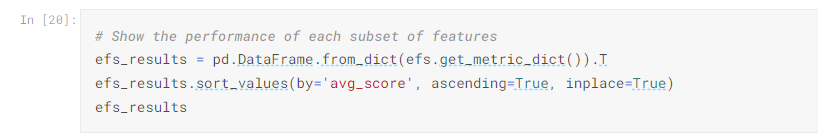 In [20]:
# Show the performance of each subset of features
efs_results = pd.DataFrame.from_dict(efs.get_metric_dict()).T
efs_results.sort_values(by='avg_score', ascending=True, inplace=True)
efs_results